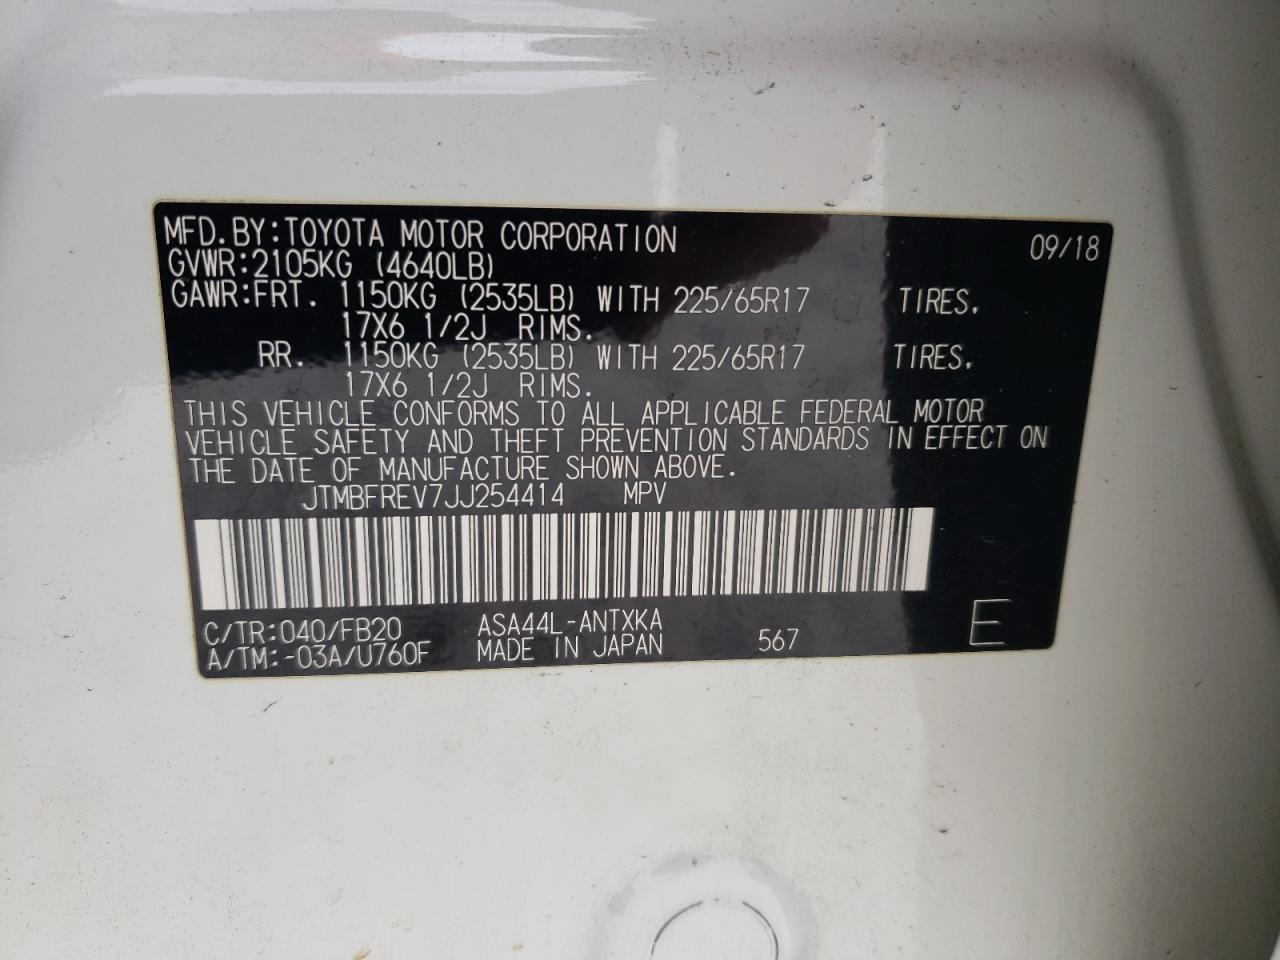 MFD.BY:TOYOTA MOTOR CORPORATION 09/18
GVWR:2105KG (4640LB)
GAWR:FRT. 1150KG (2535LB) WITH 225/65R17 TIRES.
17X6 1/2J RIMS.
RR. 1150KG (2535LB) WITH 225/65R17 TIRES.
17X6 1/2J RIMS.
THIS VEHICLE CONFORMS TO ALL APPLICABLE FEDERAL MOTOR
VEHICLE SAFETY AND THEFT PREVENTION STANDARDS IN EFFECT ON
THE DATE OF MANUFACTURE SHOWN ABOVE.
JTMBFREV7JJ254414 MPV
C/TR:040/FB20 ASA44L-ANTXKA
A/TM:-03A/U760F MADE IN JAPAN 567 E